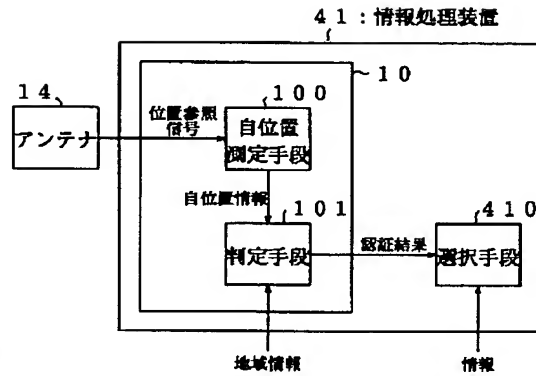 41:情報処理装置
10
14
100
アンテナ
位置参照
信号
自位置
測定手段
自位置情報
101
410
判定手段
認証結果
選択手段
地域情報
情報